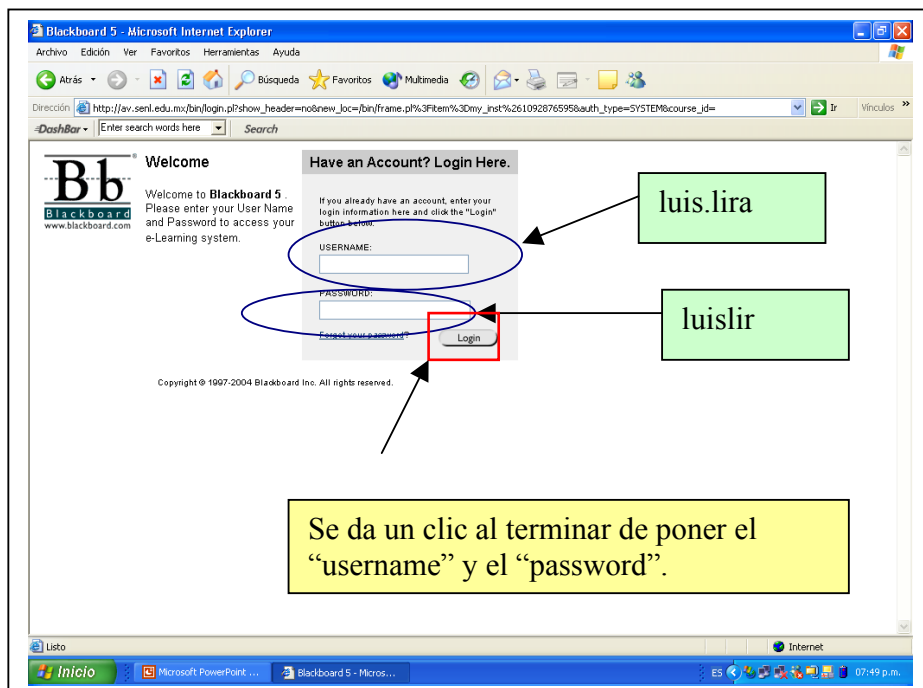 Blackboard 5 - Microsoft Internet Explorer
Archivo Edición Ver Favoritos Herramientas Ayuda
Atrás Búsqueda Favoritos Multimedia
Dirección http://av.senl.edu.mx/bin/login.pl?show_header=no&new_loc=/bin/frame.pl%3Fitem%3Dmy_inst%2610928765958&auth_type=SYSTEM&course_id= Ir Vínculos »
DashBar Enter search words here Search
Bb
Blackboard
www.blackboard.com
Welcome
Welcome to Blackboard 5 .
Please enter your User Name
and Password to access your
e-Learning system.
Have an Account? Login Here.
If you already have an account, enter your
login information here and click the "Login"
button below.
USERNAME:
PASSWORD:
Forgot your password?
Login
luis.lira
luislir
Copyright © 1997-2004 Blackboard Inc. All rights reserved.
Se da un clic al terminar de poner el
“username” y el “password”.
Listo Internet
Inicio Microsoft PowerPoint ... Blackboard 5 - Micros... ES 07:49 p.m.